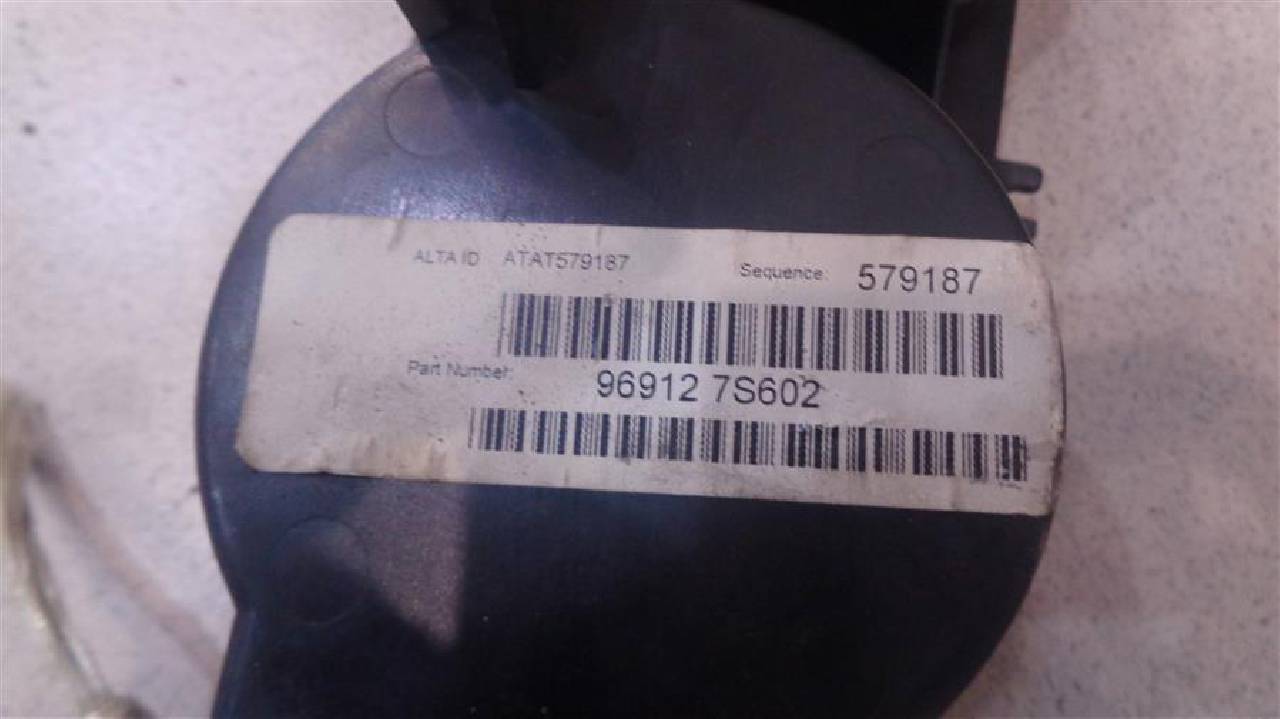 ALTA ID ATAT579187 Sequence: 579187
Part Number: 96912 7S602